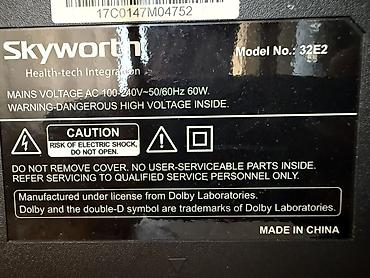 17C0147M04752
Skyworth
Model No.: 32E2
Health-tech Integration
MAINS VOLTAGE AC 100-240V~50/60Hz 60W.
WARNING-DANGEROUS HIGH VOLTAGE INSIDE.
CAUTION
RISK OF ELECTRIC SHOCK,
DO NOT OPEN.
DO NOT REMOVE COVER. NO USER-SERVICEABLE PARTS INSIDE.
REFER SERVICING TO QUALIFIED SERVICE PERSONNEL ONLY.
Manufactured under license from Dolby Laboratories.
Dolby and the double-D symbol are trademarks of Dolby Laboratories.
MADE IN CHINA